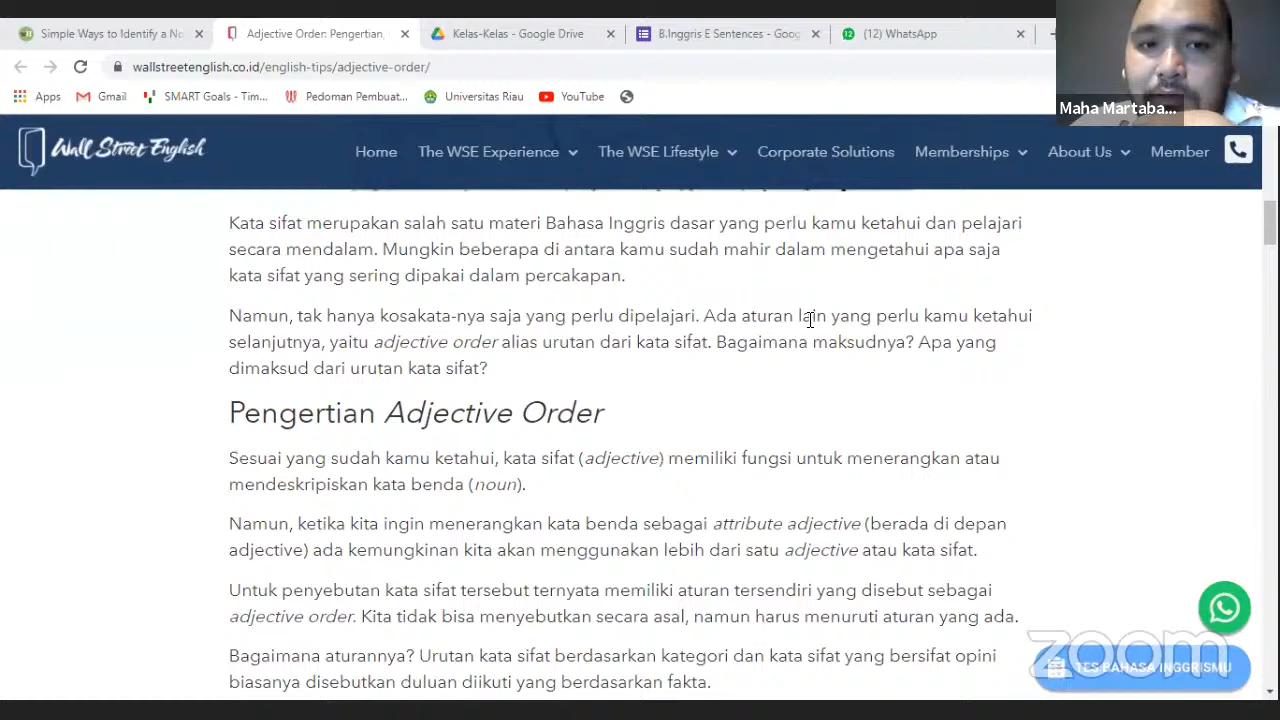 Simple Ways to Identify a No
Adjective Order: Pengertian,
Kelas-Kelas - Google Drive
B.Inggris E Sentences - Goog
(12) WhatsApp
wallstreetenglish.co.id/english-tips/adjective-order/
Apps Gmail SMART Goals - Tim... Pedoman Pembuat... Universitas Riau YouTube
Maha Martaba...
Wall Street English
Home The WSE Experience The WSE Lifestyle Corporate Solutions Memberships About Us Member
Kata sifat merupakan salah satu materi Bahasa Inggris dasar yang perlu kamu ketahui dan pelajari
secara mendalam. Mungkin beberapa di antara kamu sudah mahir dalam mengetahui apa saja
kata sifat yang sering dipakai dalam percakapan.
Namun, tak hanya kosakata-nya saja yang perlu dipelajari. Ada aturan lain yang perlu kamu ketahui
selanjutnya, yaitu adjective order alias urutan dari kata sifat. Bagaimana maksudnya? Apa yang
dimaksud dari urutan kata sifat?
Pengertian Adjective Order
Sesuai yang sudah kamu ketahui, kata sifat (adjective) memiliki fungsi untuk menerangkan atau
mendeskripiskan kata benda (noun).
Namun, ketika kita ingin menerangkan kata benda sebagai attribute adjective (berada di depan
adjective) ada kemungkinan kita akan menggunakan lebih dari satu adjective atau kata sifat.
Untuk penyebutan kata sifat tersebut ternyata memiliki aturan tersendiri yang disebut sebagai
adjective order. Kita tidak bisa menyebutkan secara asal, namun harus menuruti aturan yang ada.
Bagaimana aturannya? Urutan kata sifat berdasarkan kategori dan kata sifat yang bersifat opini
biasanya disebutkan duluan diikuti yang berdasarkan fakta.
zoom
TES BAHASA INGGRISMU